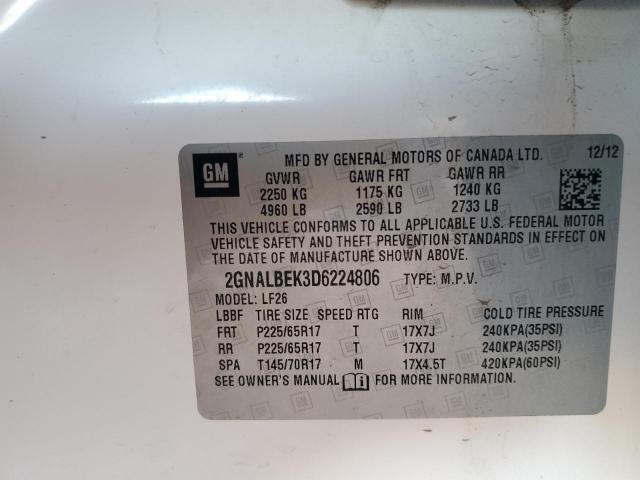 GM
MFD BY GENERAL MOTORS OF CANADA LTD. 12/12
GVWR GAWR FRT GAWR RR
2250 KG 1175 KG 1240 KG
4960 LB 2590 LB 2733 LB
THIS VEHICLE CONFORMS TO ALL APPLICABLE U.S. FEDERAL MOTOR
VEHICLE SAFETY AND THEFT PREVENTION STANDARDS IN EFFECT ON
THE DATE OF MANUFACTURE SHOWN ABOVE.
2GNALBEK3D6224806 TYPE: M.P.V.
MODEL: LF26
LBBF TIRE SIZE SPEED RTG RIM COLD TIRE PRESSURE
FRT P225/65R17 T 17X7J 240KPA(35PSI)
RR P225/65R17 T 17X7J 240KPA(35PSI)
SPA T145/70R17 M 17X4.5T 420KPA(60PSI)
SEE OWNER'S MANUAL FOR MORE INFORMATION.